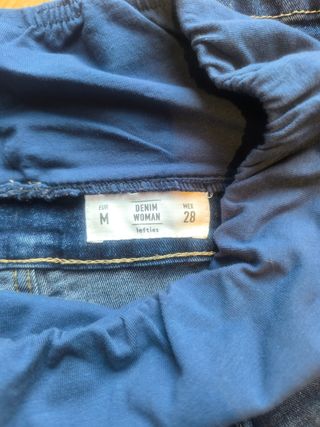 EUR DENIM MEX
M WOMAN 28
lefties